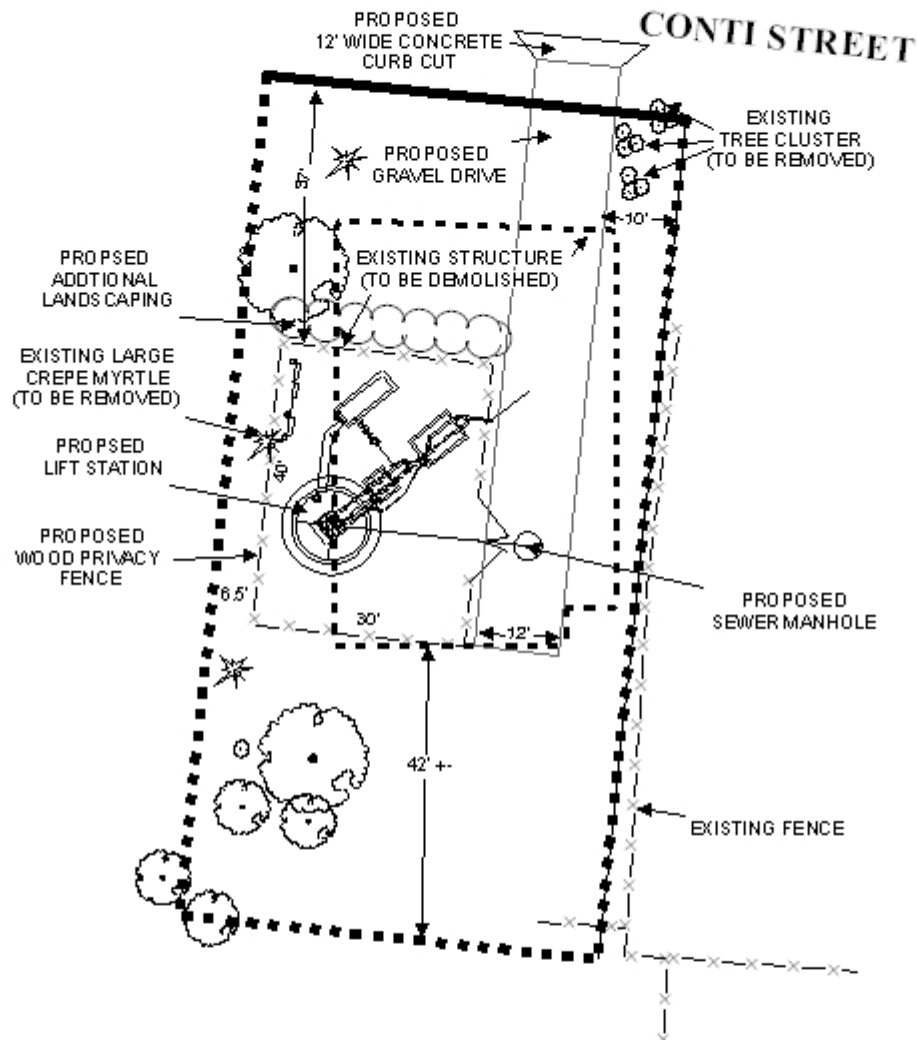 PROPOSED
12' WIDE CONCRETE
CURB CUT
CONTI STREET
EXISTING
TREE CLUSTER
(TO BE REMOVED)
PROPOSED
GRAVEL DRIVE
10'
PROPSED
ADDTIONAL
LANDSCAPING
EXISTING STRUCTURE
(TO BE DEMOLISHED)
EXISTING LARGE
CREPE MYRTLE
(TO BE REMOVED)
40'
PROPSED
LIFT STATION
PROPOSED
WOOD PRIVACY
FENCE
6.5'
30'
12'
PROPOSED
SEWER MANHOLE
42' +-
EXISTING FENCE